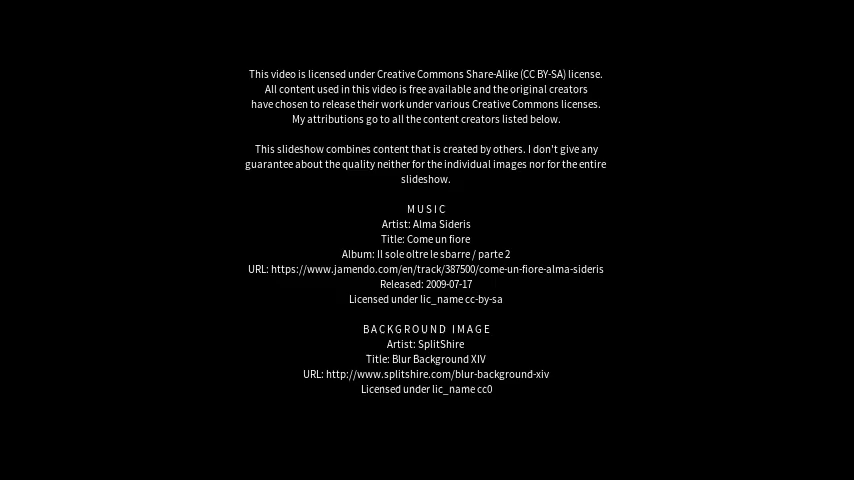 This video is licensed under Creative Commons Share-Alike (CC BY-SA) license.
All content used in this video is free available and the original creators
have chosen to release their work under various Creative Commons licenses.
My attributions go to all the content creators listed below.
This slideshow combines content that is created by others. I don't give any
guarantee about the quality neither for the individual images nor for the entire
slideshow.
MUSIC
Artist: Alma Sideris
Title: Come un fiore
Album: Il sole oltre le sbarre / parte 2
URL: https://www.jamendo.com/en/track/387500/come-un-fiore-alma-sideris
Released: 2009-07-17
Licensed under lic_name cc-by-sa
BACKGROUND IMAGE
Artist: SplitShire
Title: Blur Background XIV
URL: http://www.splitshire.com/blur-background-xiv
Licensed under lic_name cc0